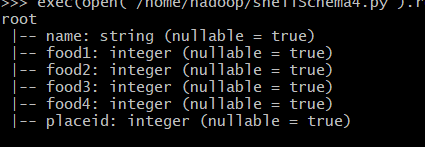 >>> exec(open("/home/hadoop/shellSchema4.py").r
root
 |-- name: string (nullable = true)
 |-- food1: integer (nullable = true)
 |-- food2: integer (nullable = true)
 |-- food3: integer (nullable = true)
 |-- food4: integer (nullable = true)
 |-- placeid: integer (nullable = true)